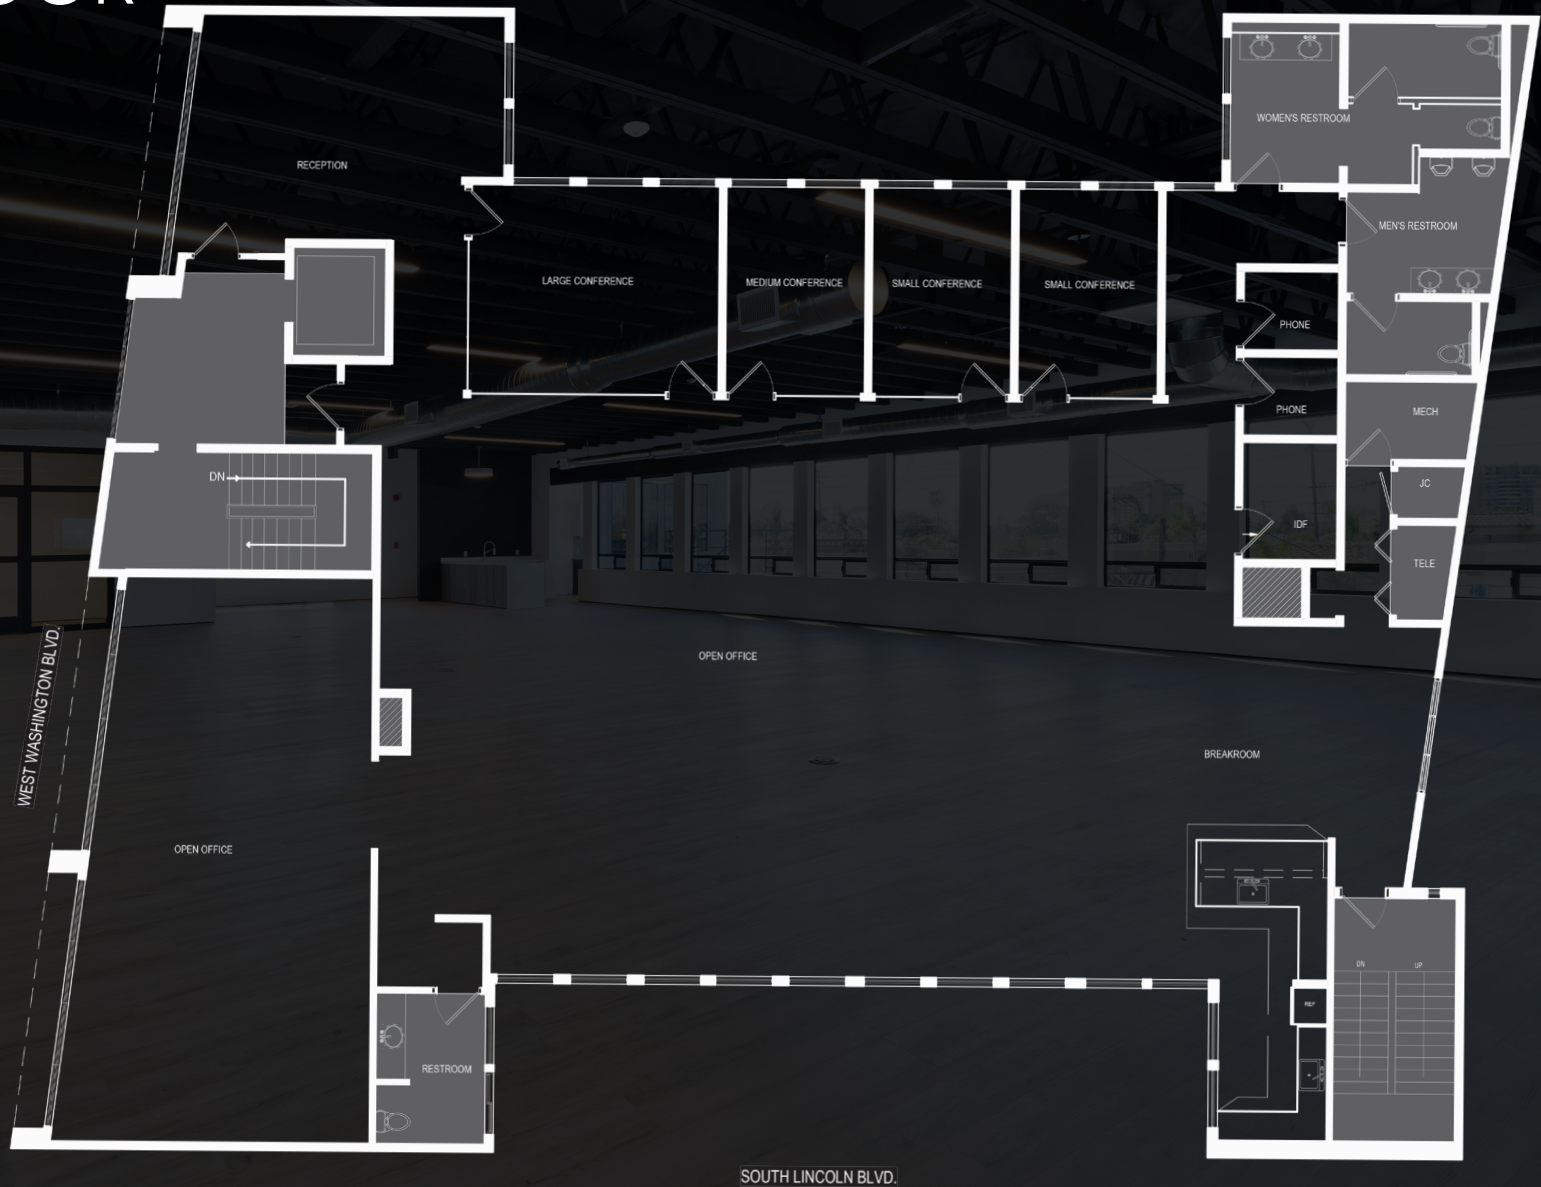 RECEPTION
WOMEN'S RESTROOM
MEN'S RESTROOM
LARGE CONFERENCE
MEDIUM CONFERENCE
SMALL CONFERENCE
SMALL CONFERENCE
PHONE
PHONE
MECH
DN
JC
IDF
TELE
WEST WASHINGTON BLVD.
OPEN OFFICE
BREAKROOM
OPEN OFFICE
DN
UP
REF
RESTROOM
SOUTH LINCOLN BLVD.